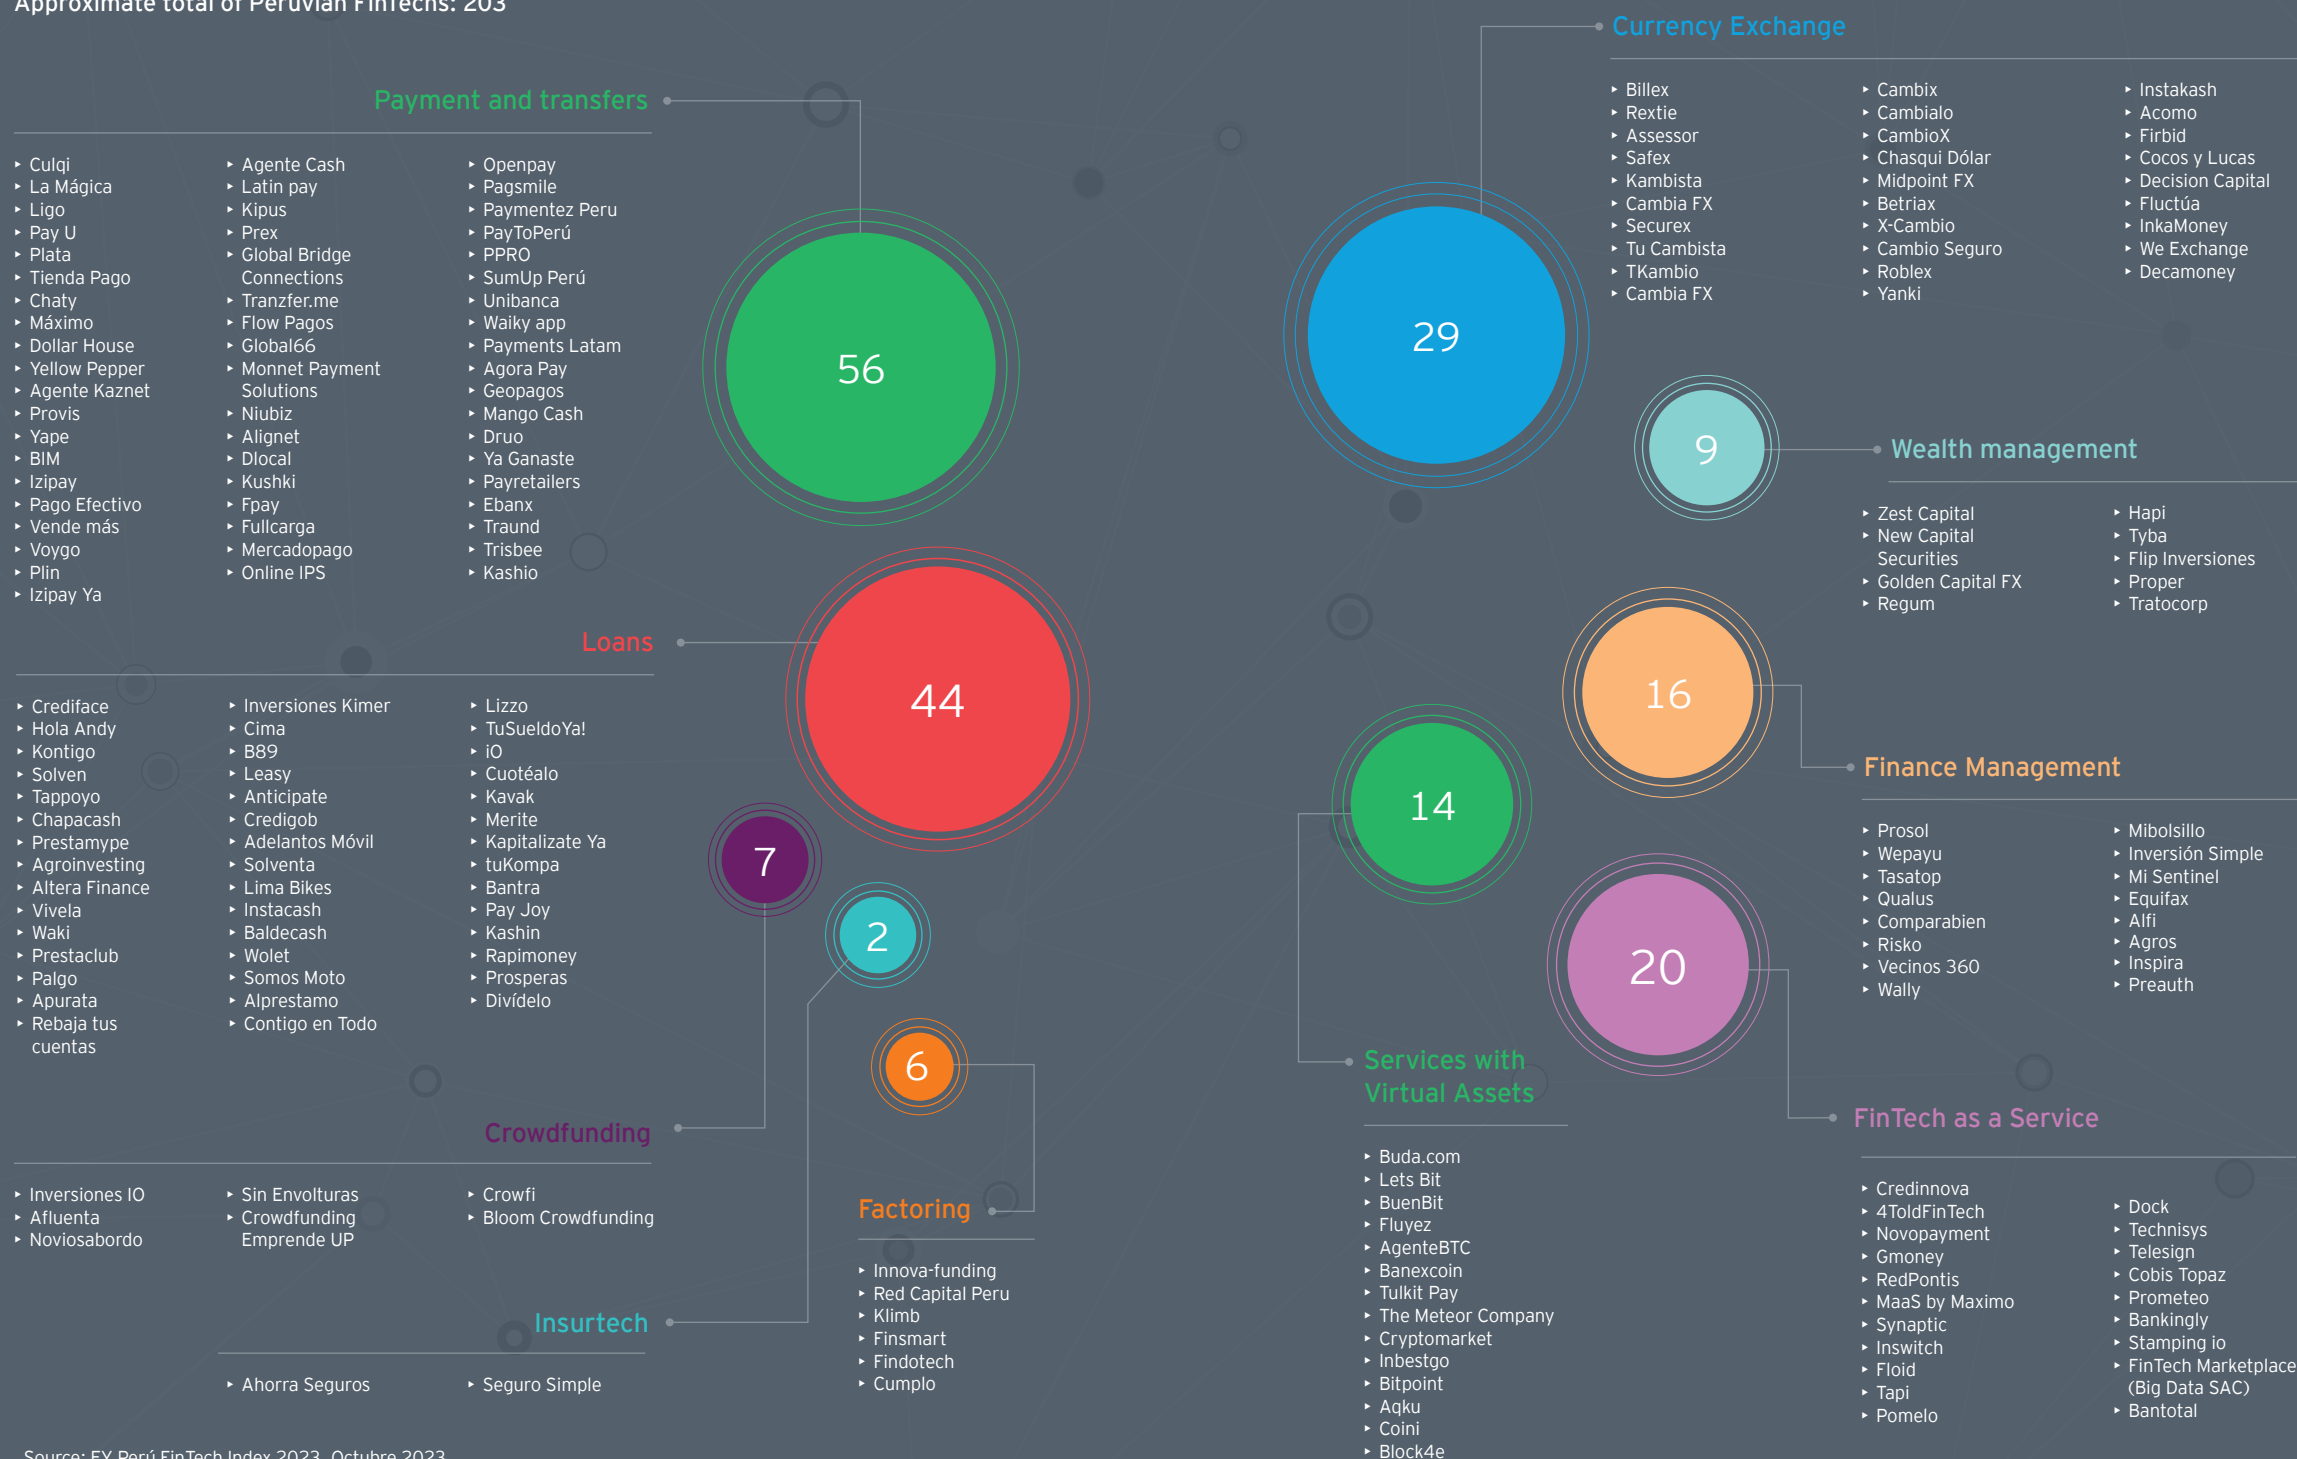 Approximate total of Peruvian FinTechs: 203
Payment and transfers
‣ Culqi
‣ La Mágica
‣ Ligo
‣ Pay U
‣ Plata
‣ Tienda Pago
‣ Chaty
‣ Máximo
‣ Dollar House
‣ Yellow Pepper
‣ Agente Kaznet
‣ Provis
‣ Yape
‣ BIM
‣ Izipay
‣ Pago Efectivo
‣ Vende más
‣ Voygo
‣ Plin
‣ Izipay Ya
‣ Agente Cash
‣ Latin pay
‣ Kipus
‣ Prex
‣ Global Bridge
Connections
‣ Tranzfer.me
‣ Flow Pagos
‣ Global66
‣ Monnet Payment
Solutions
‣ Niubiz
‣ Alignet
‣ Dlocal
‣ Kushki
‣ Fpay
‣ Fullcarga
‣ Mercadopago
‣ Online IPS
‣ Openpay
‣ Pagsmile
‣ Paymentez Peru
‣ PayToPerú
‣ PPRO
‣ SumUp Perú
‣ Unibanca
‣ Waiky app
‣ Payments Latam
‣ Agora Pay
‣ Geopagos
‣ Mango Cash
‣ Druo
‣ Ya Ganaste
‣ Payretailers
‣ Ebanx
‣ Traund
‣ Trisbee
‣ Kashio
56
Loans
‣ Crediface
‣ Hola Andy
‣ Kontigo
‣ Solven
‣ Tappoyo
‣ Chapacash
‣ Prestamype
‣ Agroinvesting
‣ Altera Finance
‣ Vivela
‣ Waki
‣ Prestaclub
‣ Palgo
‣ Apurata
‣ Rebaja tus
cuentas
‣ Inversiones Kimer
‣ Cima
‣ B89
‣ Leasy
‣ Anticipate
‣ Credigob
‣ Adelantos Móvil
‣ Solventa
‣ Lima Bikes
‣ Instacash
‣ Baldecash
‣ Wolet
‣ Somos Moto
‣ Alprestamo
‣ Contigo en Todo
‣ Lizzo
‣ TuSueldoYa!
‣ iO
‣ Cuotéalo
‣ Kavak
‣ Merite
‣ Kapitalizate Ya
‣ tuKompa
‣ Bantra
‣ Pay Joy
‣ Kashin
‣ Rapimoney
‣ Prosperas
‣ Divídelo
44
7
2
6
Crowdfunding
‣ Inversiones IO
‣ Afluenta
‣ Noviosabordo
‣ Sin Envolturas
‣ Crowdfunding
Emprende UP
‣ Crowfi
‣ Bloom Crowdfunding
Insurtech
‣ Ahorra Seguros
‣ Seguro Simple
Factoring
‣ Innova-funding
‣ Red Capital Peru
‣ Klimb
‣ Finsmart
‣ Findotech
‣ Cumplo
Currency Exchange
‣ Billex
‣ Rextie
‣ Assessor
‣ Safex
‣ Kambista
‣ Cambia FX
‣ Securex
‣ Tu Cambista
‣ TKambio
‣ Cambia FX
‣ Cambix
‣ Cambialo
‣ CambioX
‣ Chasqui Dólar
‣ Midpoint FX
‣ Betriax
‣ X-Cambio
‣ Cambio Seguro
‣ Roblex
‣ Yanki
‣ Instakash
‣ Acomo
‣ Firbid
‣ Cocos y Lucas
‣ Decision Capital
‣ Fluctúa
‣ InkaMoney
‣ We Exchange
‣ Decamoney
29
9
Wealth management
‣ Zest Capital
‣ New Capital
Securities
‣ Golden Capital FX
‣ Regum
‣ Hapi
‣ Tyba
‣ Flip Inversiones
‣ Proper
‣ Tratocorp
16
Finance Management
‣ Prosol
‣ Wepayu
‣ Tasatop
‣ Qualus
‣ Comparabien
‣ Risko
‣ Vecinos 360
‣ Wally
‣ Mibolsillo
‣ Inversión Simple
‣ Mi Sentinel
‣ Equifax
‣ Alfi
‣ Agros
‣ Inspira
‣ Preauth
14
Services with
Virtual Assets
‣ Buda.com
‣ Lets Bit
‣ BuenBit
‣ Fluyez
‣ AgenteBTC
‣ Banexcoin
‣ Tulkit Pay
‣ The Meteor Company
‣ Cryptomarket
‣ Inbestgo
‣ Bitpoint
‣ Aqku
‣ Coini
‣ Block4e
20
FinTech as a Service
‣ Credinnova
‣ 4ToldFinTech
‣ Novopayment
‣ Gmoney
‣ RedPontis
‣ MaaS by Maximo
‣ Synaptic
‣ Inswitch
‣ Floid
‣ Tapi
‣ Pomelo
‣ Dock
‣ Technisys
‣ Telesign
‣ Cobis Topaz
‣ Prometeo
‣ Bankingly
‣ Stamping io
‣ FinTech Marketplace
(Big Data SAC)
‣ Bantotal
Source: EY Perú FinTech Index 2023, Octubre 2023